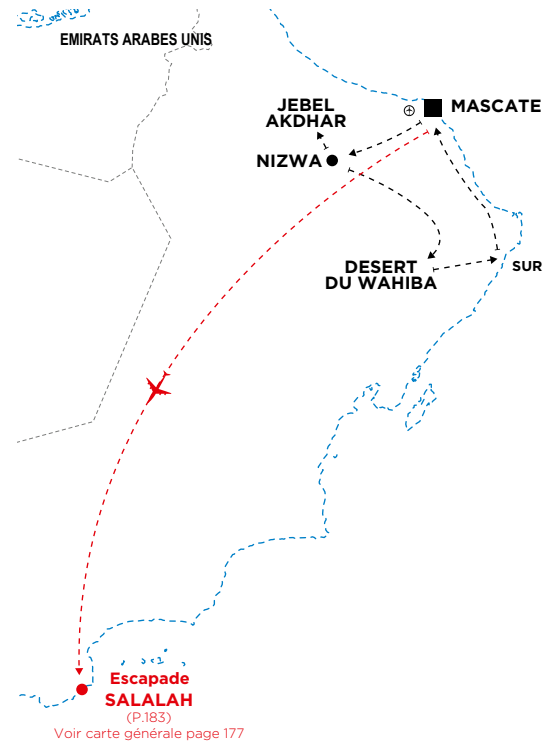 EMIRATS ARABES UNIS
JEBEL
AKDHAR
MASCATE
NIZWA
DESERT
DU WAHIBA
SUR
Escapade
SALALAH
(P.183)
Voir carte générale page 177